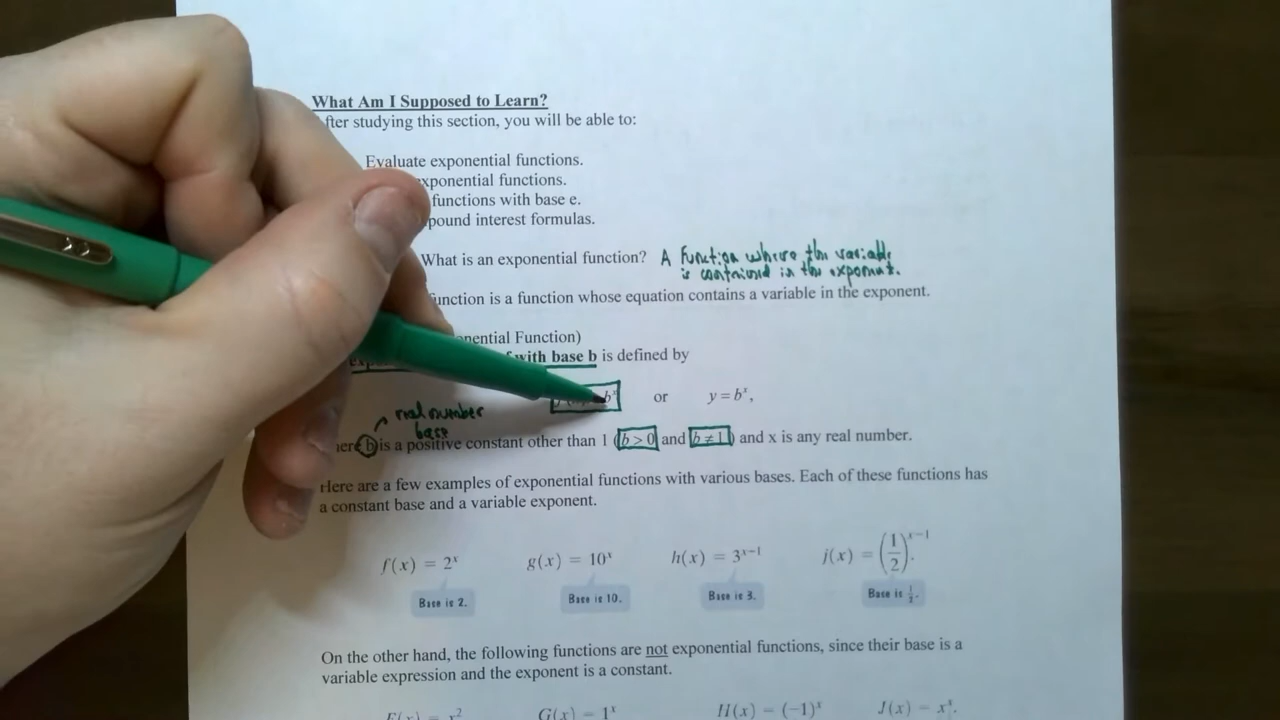 What Am I Supposed to Learn?
fter studying this section, you will be able to:
Evaluate exponential functions.
xponential functions.
functions with base e.
pound interest formulas.
What is an exponential function? A function where the variable
is contained in the exponent.
function is a function whose equation contains a variable in the exponent.
nential Function)
with base b is defined by
b^x or y = b^x,
real number
base
here b is a positive constant other than 1 (b > 0 and b ≠ 1) and x is any real number.
Here are a few examples of exponential functions with various bases. Each of these functions has
a constant base and a variable exponent.
f(x) = 2^x g(x) = 10^x h(x) = 3^{x−1} j(x) = (1/2)^{x−1}.
Base is 2. Base is 10. Base is 3. Base is 1/2.
On the other hand, the following functions are not exponential functions, since their base is a
variable expression and the exponent is a constant.
F(x) = x^2 G(x) = 1^x H(x) = (−1)^x J(x) = x^x.